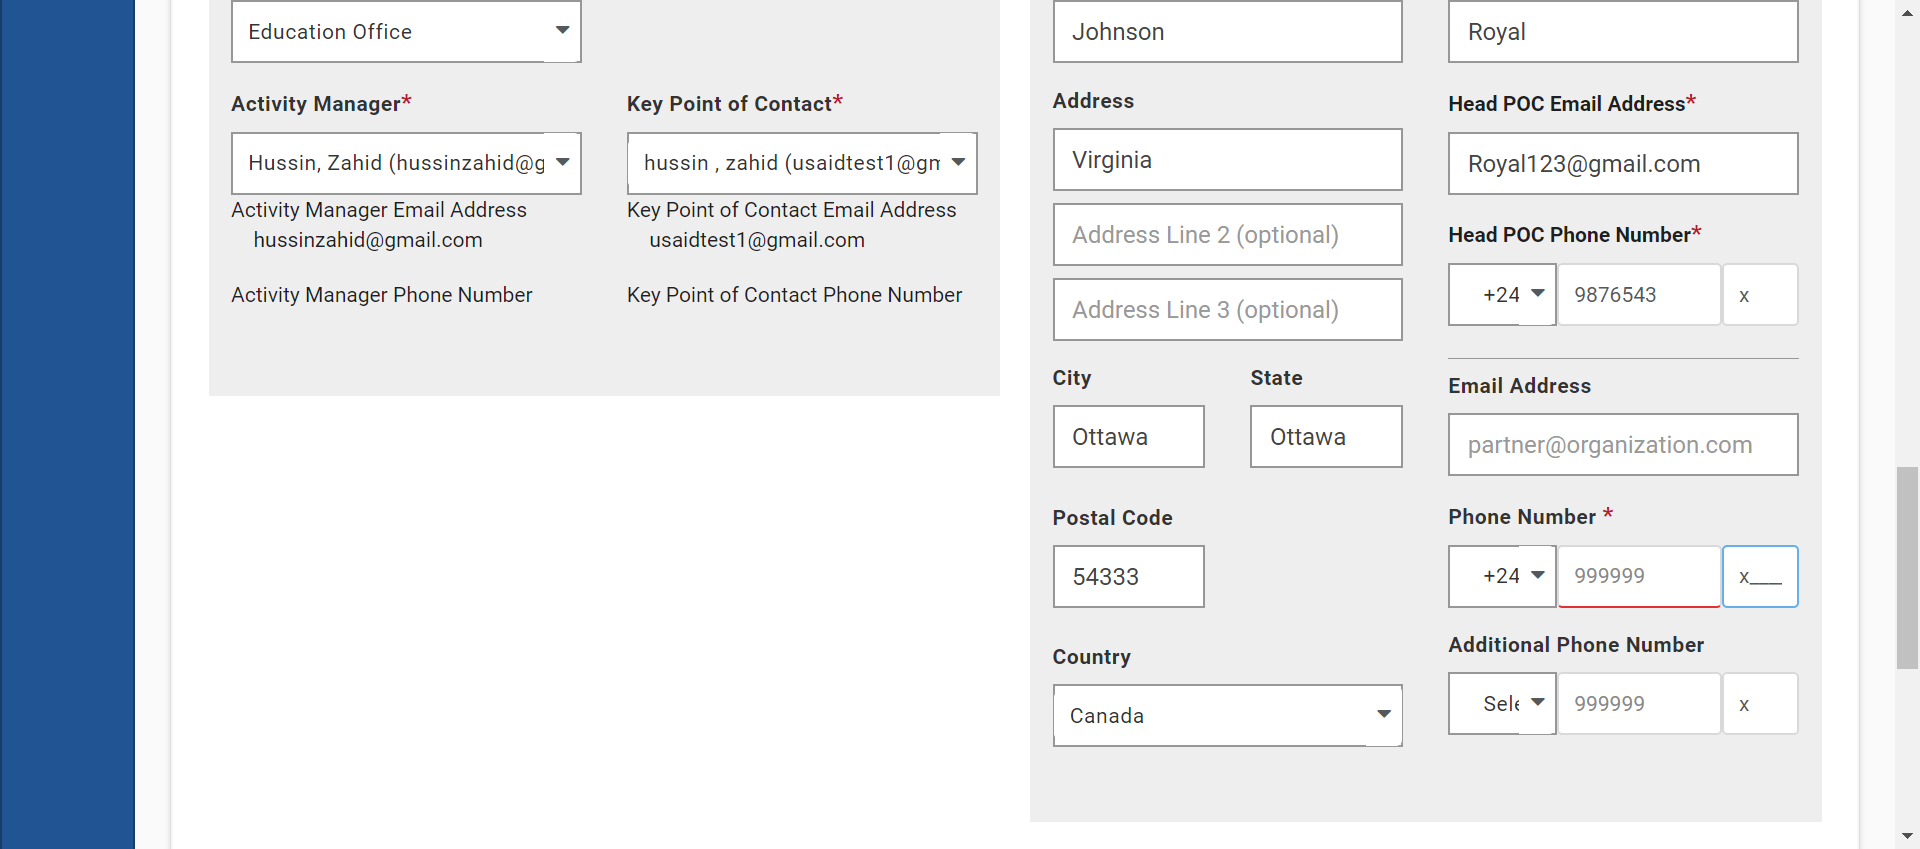 Education Office
Activity Manager*
Key Point of Contact*
Hussin, Zahid (hussinzahid@g
hussin , zahid (usaidtest1@gm
Activity Manager Email Address
Key Point of Contact Email Address
hussinzahid@gmail.com
usaidtest1@gmail.com
Activity Manager Phone Number
Key Point of Contact Phone Number
Johnson
Address
Virginia
Address Line 2 (optional)
Address Line 3 (optional)
City
State
Ottawa
Ottawa
Postal Code
54333
Country
Canada
Royal
Head POC Email Address*
Royal123@gmail.com
Head POC Phone Number*
+24 9876543 x
Email Address
partner@organization.com
Phone Number *
+24 999999 x___
Additional Phone Number
Sele 999999 x